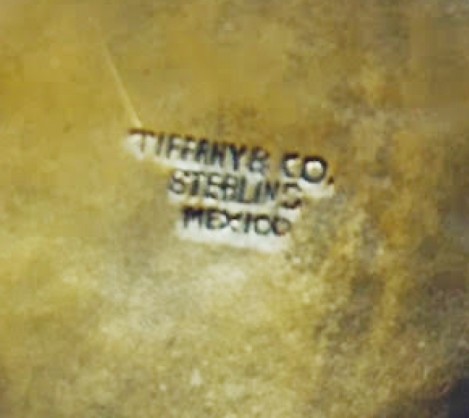 TIFFANY & CO.
STERLING
MEXICO